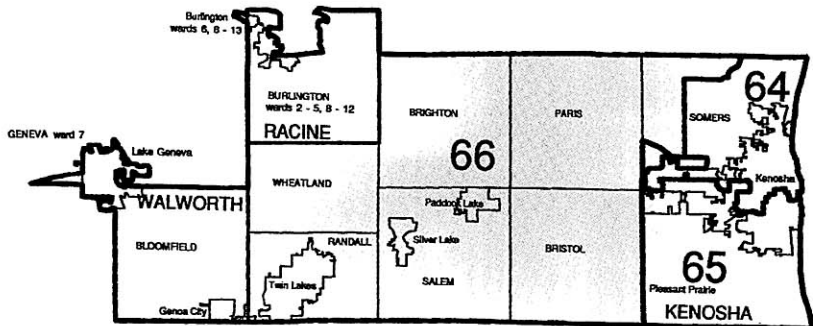 Burlington
wards 6, 8 - 13
64
BURLINGTON
wards 2 - 5, 8 - 12
BRIGHTON
PARIS
SOMERS
RACINE
GENEVA ward 7
Lake Geneva
66
WHEATLAND
Kenosha
WALWORTH
Paddock Lake
BLOOMFIELD
RANDALL
Silver Lake
BRISTOL
65
Twin Lakes
SALEM
Pleasant Prairie
Genoa City
KENOSHA